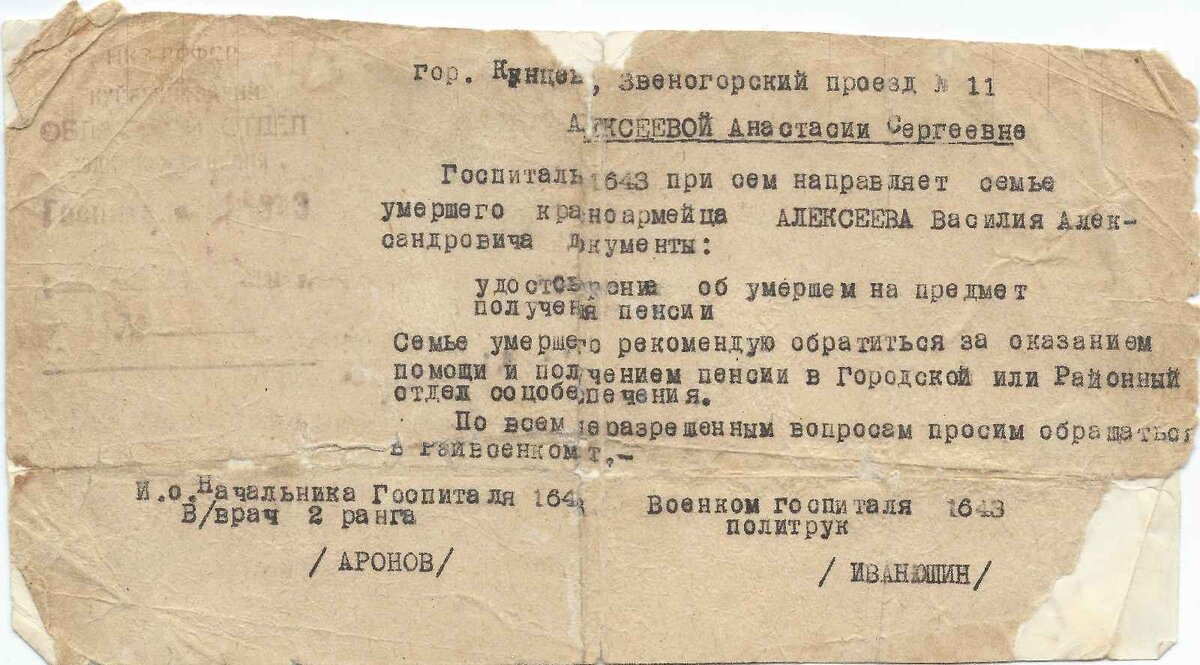 гор. Кунцев, Звеногорский проезд № 11
АЛЕКСЕЕВОЙ Анастасии Сергеевне
Госпиталь 1643 при сем направляет семье
умершего красноармейца АЛЕКСЕЕВА Василия Алек-
сандровича документы:
удостоверение об умершем на предмет
получения пенсии
Семье умершего рекомендую обратиться за оказанием
помощи и получением пенсии в Городской или Районный
отдел соцобеспечения.
По всем неразрешенным вопросам просим обращаться
в Райвоенкомат,-
И.о.Начальника Госпиталя 1643
В/врач 2 ранга
/АРОНОВ/
Военком госпиталя 1643
политрук
/ИВАНЮШИН/